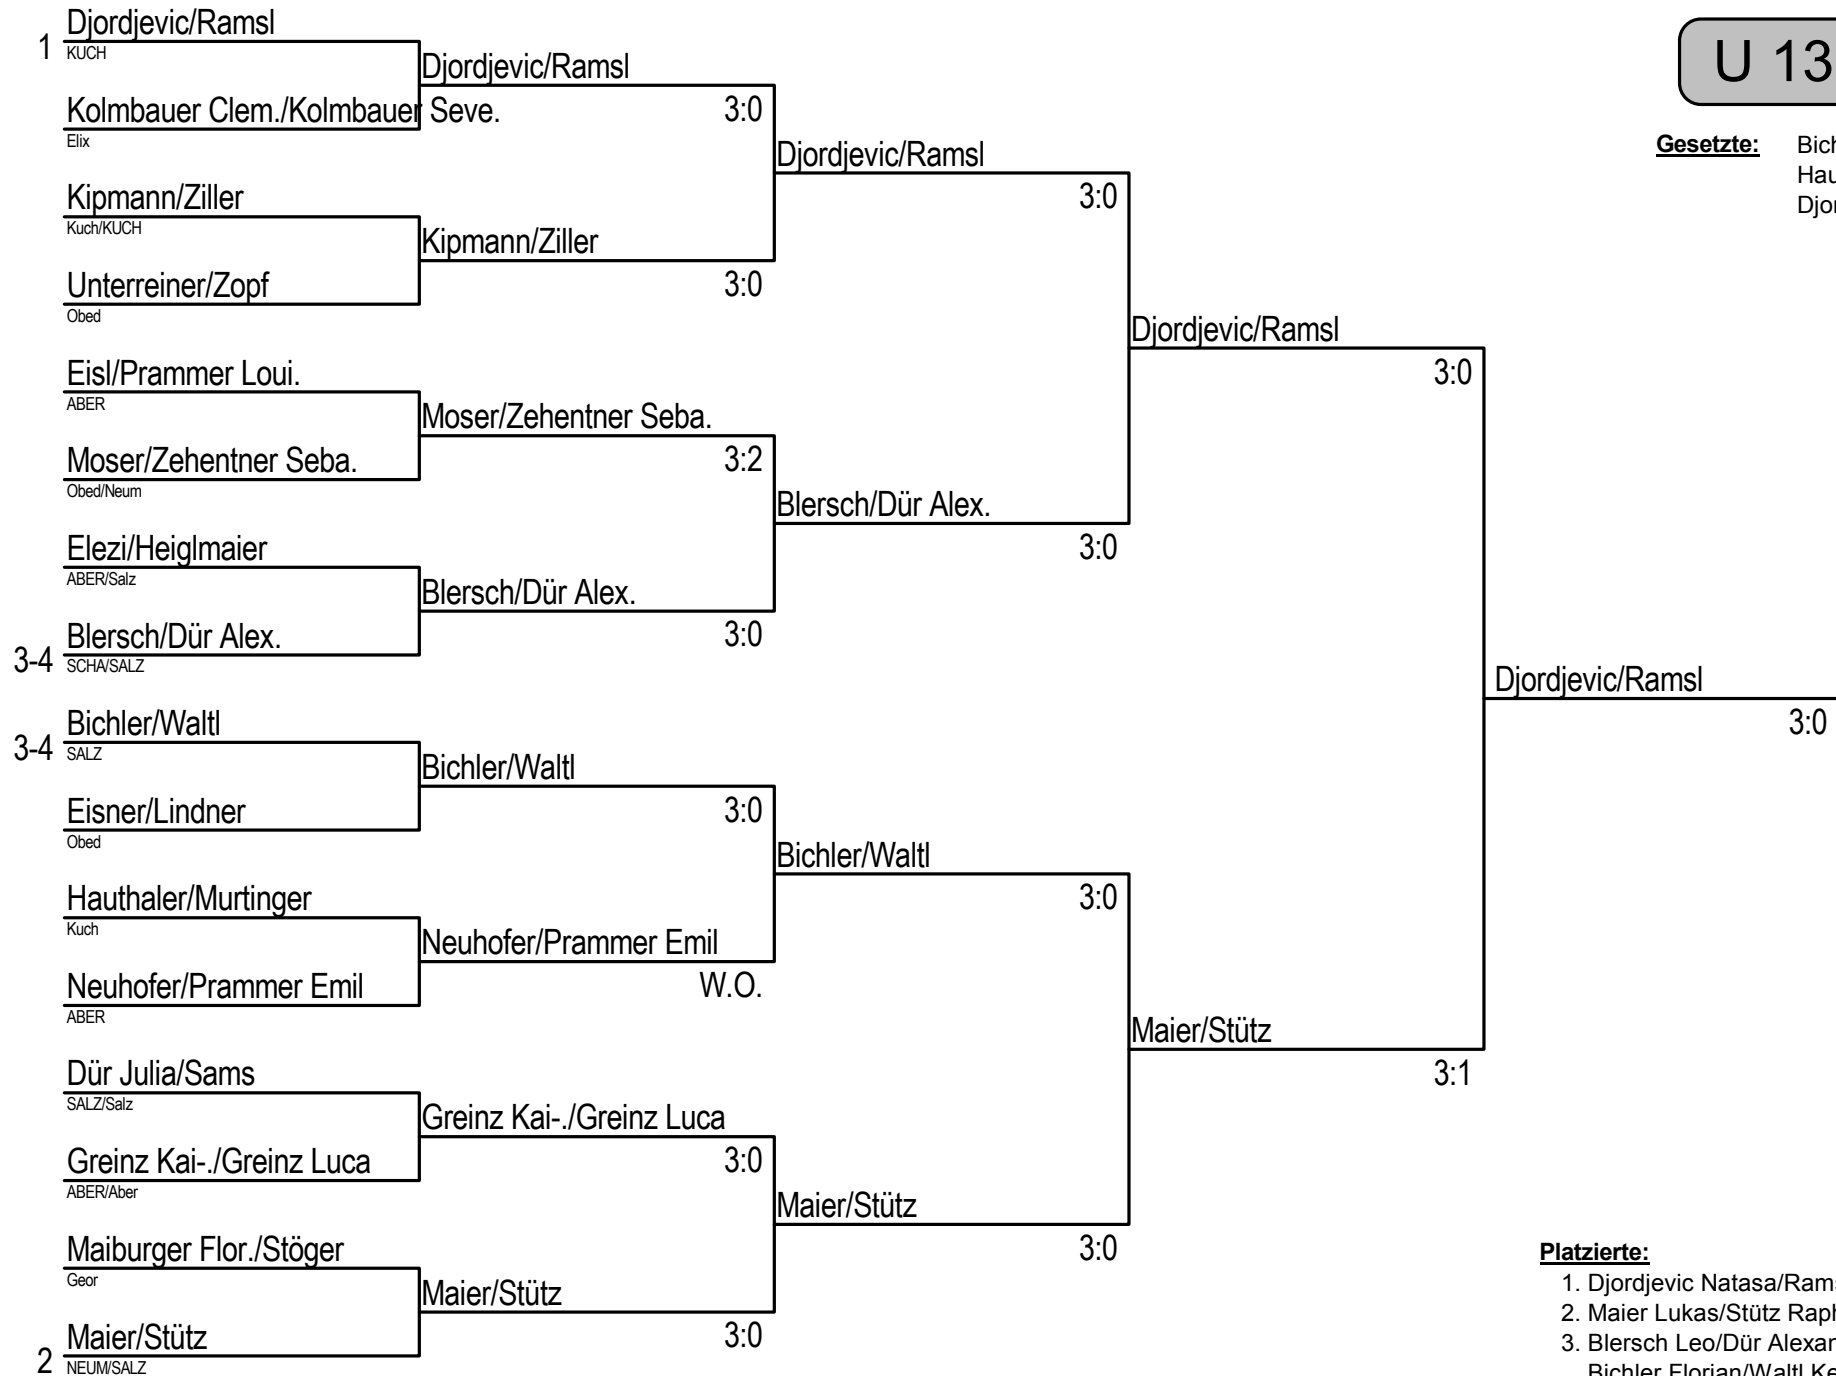 Djordjevic/Ramsl
1 KUCH
Djordjevic/Ramsl
Kolmbauer Clem./Kolmbauer Seve.
3:0
Elix
Djordjevic/Ramsl
Kipmann/Ziller
3:0
Kuch/KUCH
Kipmann/Ziller
Unterreiner/Zopf
3:0
Obed
Djordjevic/Ramsl
Eisl/Prammer Loui.
3:0
ABER
Moser/Zehentner Seba.
Moser/Zehentner Seba.
3:2
Obed/Neum
Blersch/Dür Alex.
Elezi/Heiglmaier
3:0
ABER/Salz
Blersch/Dür Alex.
Blersch/Dür Alex.
3:0
3-4 SCHA/SALZ
Djordjevic/Ramsl
3:0
Bichler/Waltl
3-4 SALZ
Bichler/Waltl
Eisner/Lindner
3:0
Obed
Bichler/Waltl
Hauthaler/Murtinger
3:0
Kuch
Neuhofer/Prammer Emil
Neuhofer/Prammer Emil
W.O.
ABER
Maier/Stütz
3:1
Dür Julia/Sams
SALZ/Salz
Greinz Kai-./Greinz Luca
Greinz Kai-./Greinz Luca
3:0
ABER/Aber
Maier/Stütz
3:0
Maiburger Flor./Stöger
Geor
Maier/Stütz
Maier/Stütz
3:0
2 NEUM/SALZ
U 13
Gesetzte:
Platzierte:
1. Djordjevic
2. Maier Lukas/Stütz
3. Blersch Leo/Dür
Bichler Florian/Waltl